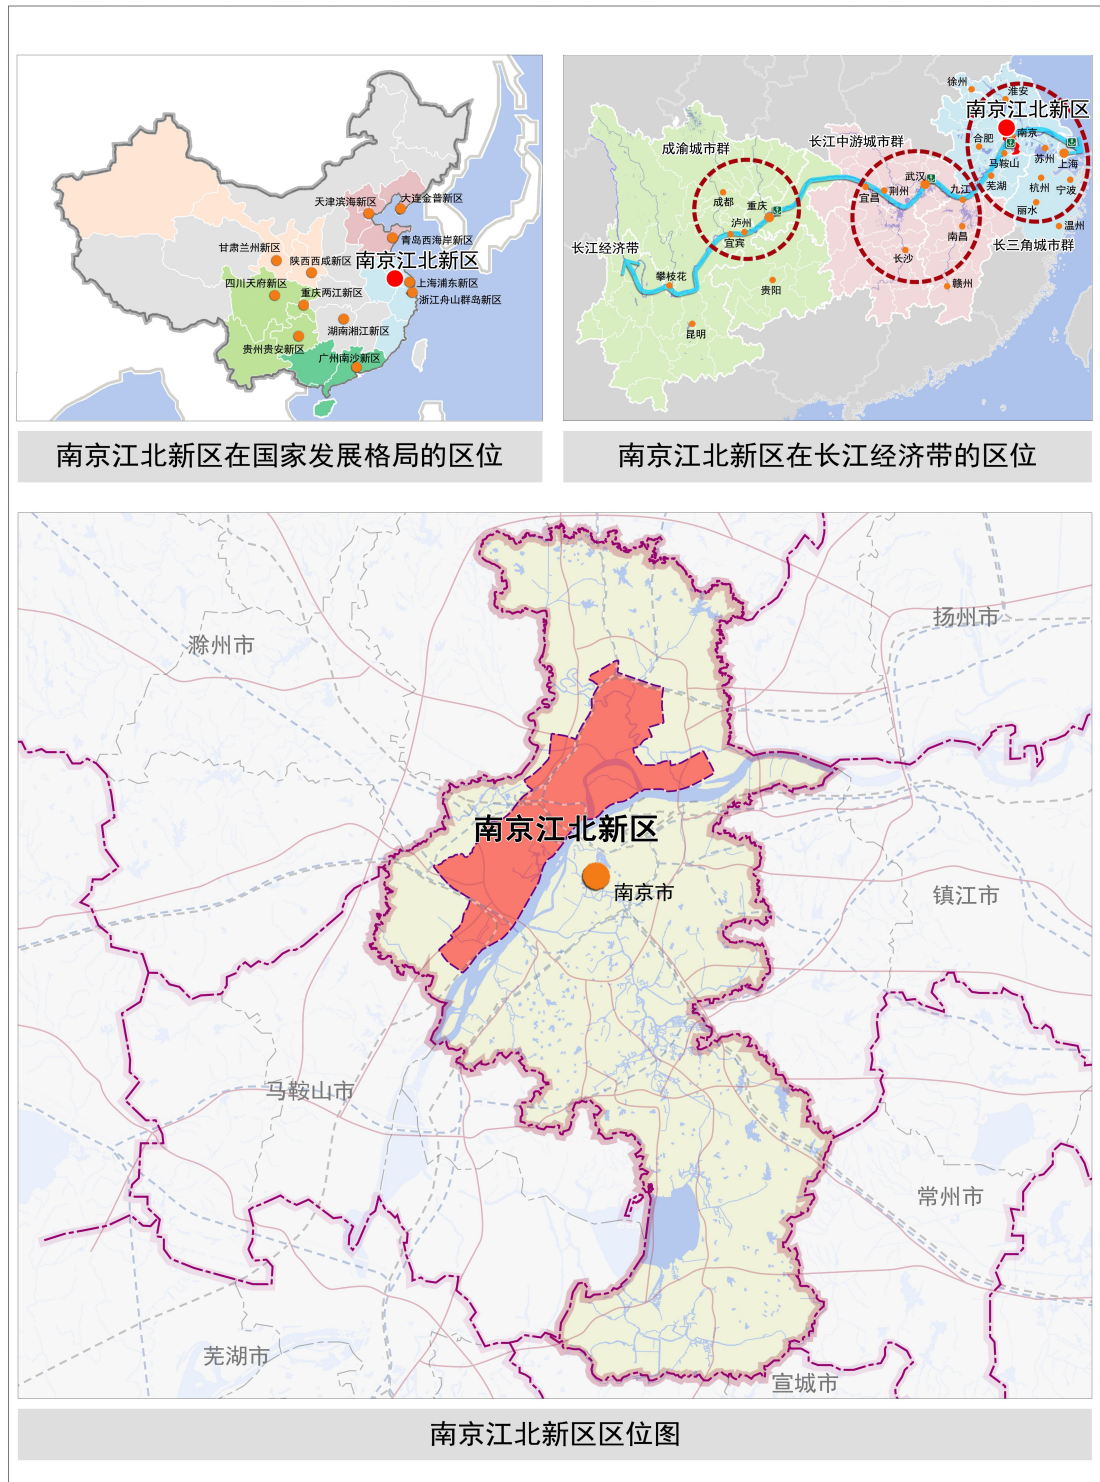 天津滨海新区
大连金普新区
青岛西海岸新区
甘肃兰州新区
陕西西咸新区
南京江北新区
四川天府新区
重庆两江新区
上海浦东新区
浙江舟山群岛新区
湖南湘江新区
贵州贵安新区
广州南沙新区
南京江北新区在国家发展格局的区位
徐州
淮安
南京江北新区
南京
合肥
长江中游城市群
成渝城市群
马鞍山
苏州
上海
武汉
九江
芜湖
杭州
宁波
宜昌
荆州
成都
重庆
泸州
宜宾
丽水
温州
南昌
长三角城市群
长江经济带
长沙
攀枝花
贵阳
赣州
昆明
南京江北新区在长江经济带的区位
滁州市
扬州市
南京江北新区
南京市
镇江市
马鞍山市
常州市
芜湖市
宣城市
南京江北新区区位图